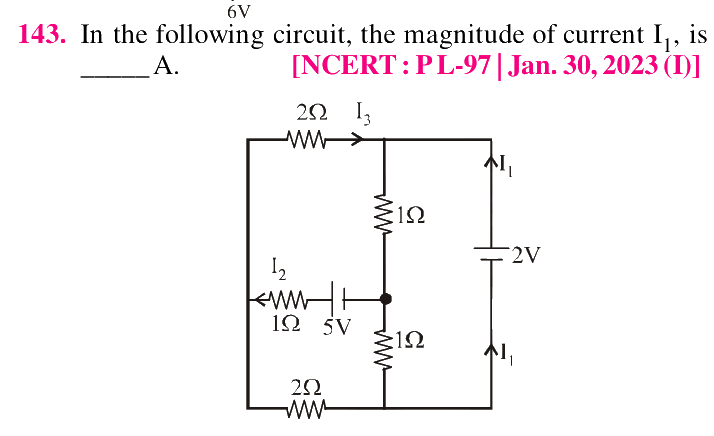 6V
143. In the following circuit, the magnitude of current I₁, is
_____ A. [NCERT : PL-97 | Jan. 30, 2023 (I)]
2Ω I₃
I₁
1Ω
2V
I₂
1Ω 5V
1Ω
I₁
2Ω